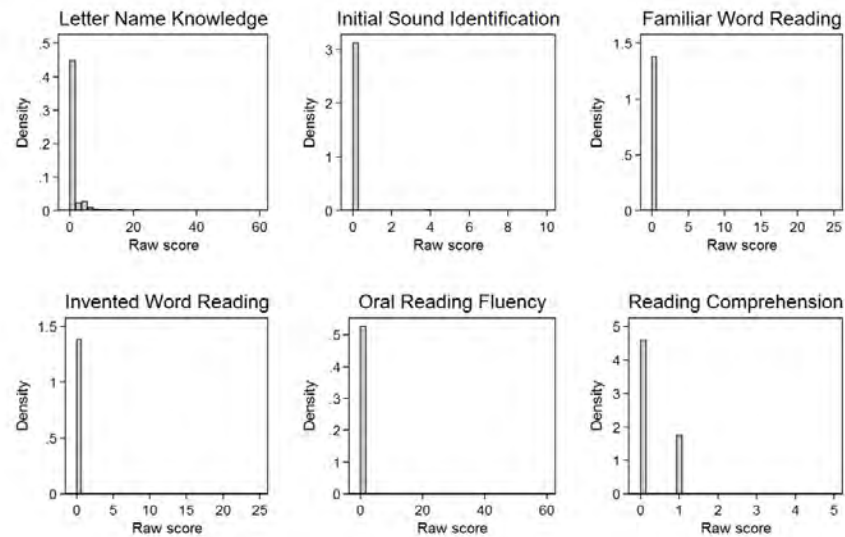 Letter Name Knowledge
Density
.5
.4
.3
.2
.1
0
0 20 40 60
Raw score
Initial Sound Identification
Density
3
2
1
0
0 2 4 6 8 10
Raw score
Familiar Word Reading
Density
1.5
1
.5
0
0 5 10 15 20 25
Raw score
Invented Word Reading
Density
1.5
1
.5
0
0 5 10 15 20 25
Raw score
Oral Reading Fluency
Density
.5
.4
.3
.2
.1
0
0 20 40 60
Raw score
Reading Comprehension
Density
5
4
3
2
1
0
0 1 2 3 4 5
Raw score